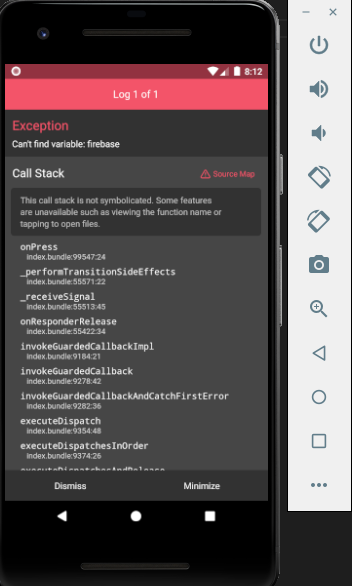 8:12
Log 1 of 1
Exception
Can't find variable: firebase
Call Stack
Source Map
This call stack is not symbolicated. Some features
are unavailable such as viewing the function name or
tapping to open files.
onPress
index.bundle:99547:24
_performTransitionSideEffects
index.bundle:55571:22
_receiveSignal
index.bundle:55513:45
onResponderRelease
index.bundle:55422:34
invokeGuardedCallbackImpl
index.bundle:9184:21
invokeGuardedCallback
index.bundle:9278:42
invokeGuardedCallbackAndCatchFirstError
index.bundle:9282:36
executeDispatch
index.bundle:9354:48
executeDispatchesInOrder
index.bundle:9374:26
executeDispatchesAndRelease
Dismiss Minimize